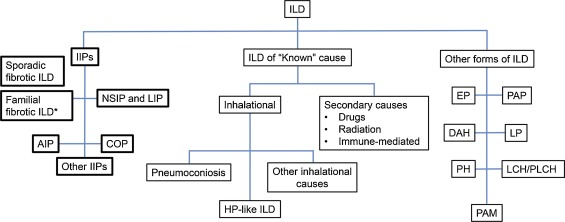 ILD
IIPs
ILD of “Known” cause
Other forms of ILD
Sporadic
fibrotic ILD
Familial
fibrotic ILD*
NSIP and LIP
AIP
COP
Other IIPs
Inhalational
Secondary causes
• Drugs
• Radiation
• Immune-mediated
Pneumoconiosis
Other inhalational
causes
HP-like ILD
EP
PAP
DAH
LP
PH
LCH/PLCH
PAM